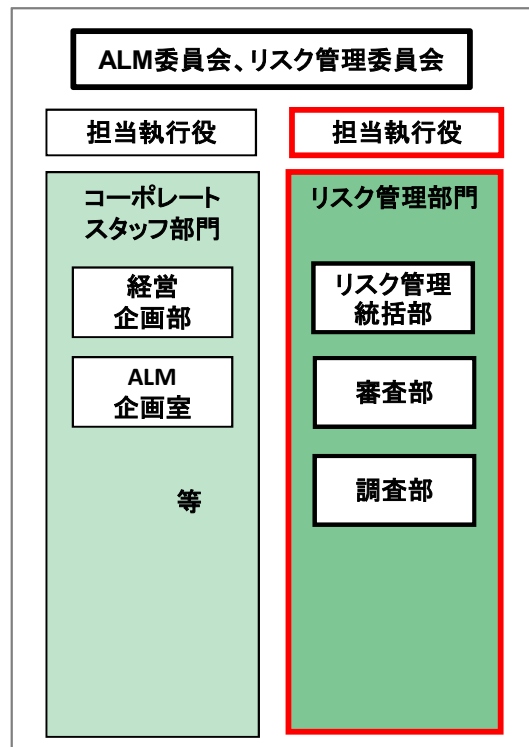 ALM委員会、リスク管理委員会
担当執行役
コーポレート
スタッフ部門
経営
企画部
ALM
企画室
等
担当執行役
リスク管理部門
リスク管理
統括部
審査部
調査部